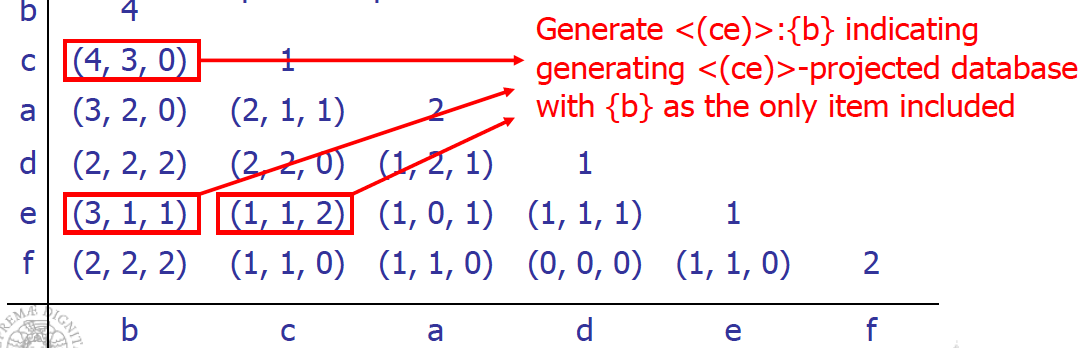 b 4
Generate <(ce)>:{b} indicating
c (4, 3, 0) 1
generating <(ce)>-projected database
a (3, 2, 0) (2, 1, 1) 2
with {b} as the only item included
d (2, 2, 2) (2, 2, 0) (1, 2, 1) 1
e (3, 1, 1) (1, 1, 2) (1, 0, 1) (1, 1, 1) 1
f (2, 2, 2) (1, 1, 0) (1, 1, 0) (0, 0, 0) (1, 1, 0) 2
b c a d e f